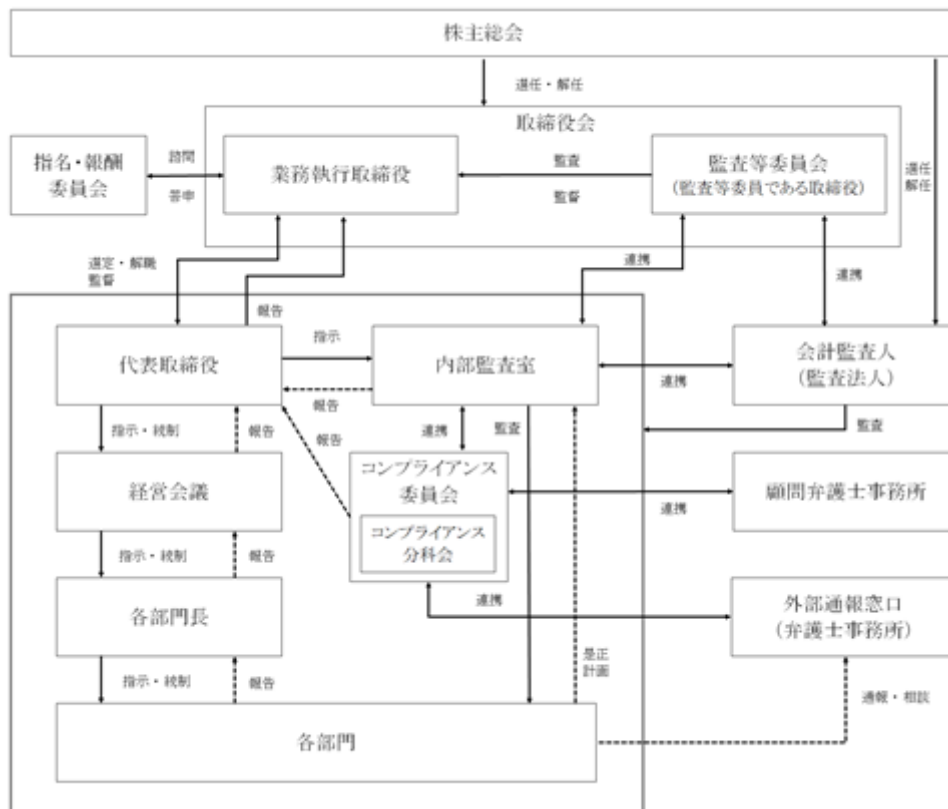 株主総会
選任・解任
取締役会
指名・報酬
委員会
諮問
答申
業務執行取締役
監査
監督
監査等委員会
(監査等委員である取締役)
選任
解任
選定・解職
監督
報告
連携
連携
代表取締役
指示
報告
内部監査室
連携
会計監査人
(監査法人)
監査
指示・統制
報告
報告
連携
監査
経営会議
コンプライアンス
委員会
コンプライアンス
分科会
連携
顧問弁護士事務所
指示・統制
報告
各部門長
連携
外部通報窓口
(弁護士事務所)
指示・統制
報告
是正
計画
通報・相談
各部門